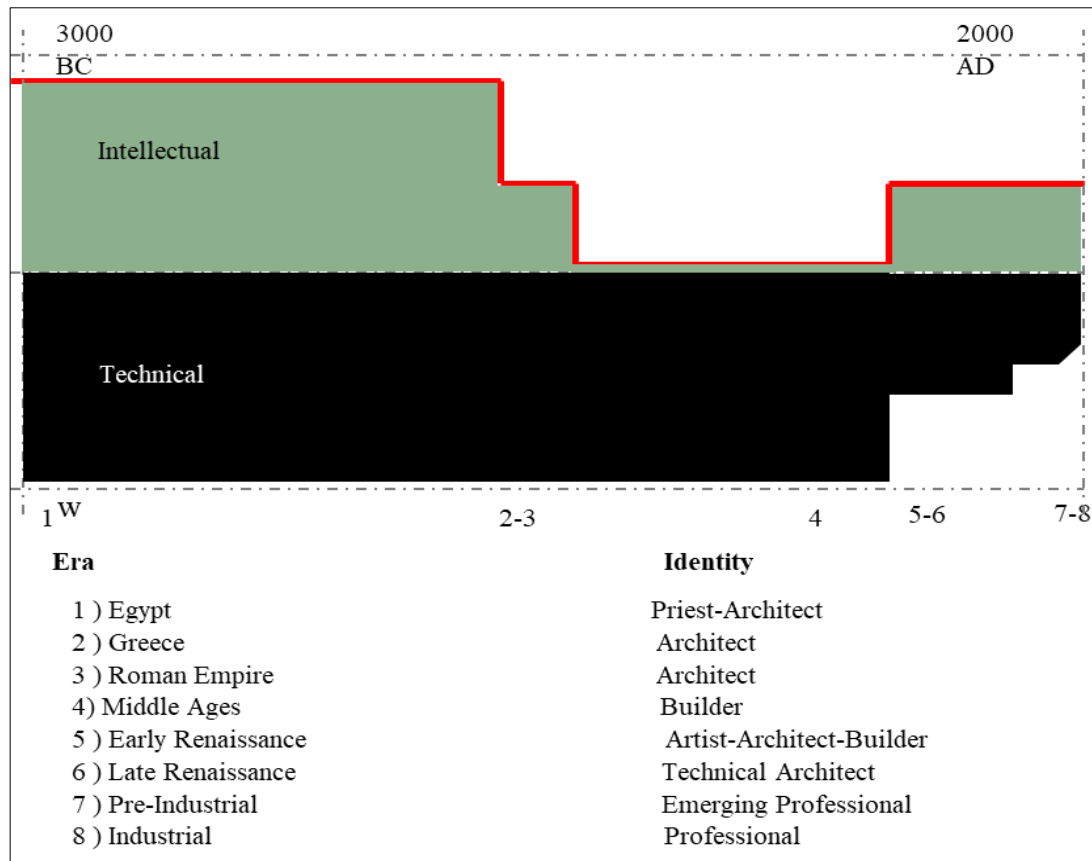 3000 2000
BC AD
Intellectual
Technical
1 W 2-3 4 5-6 7-8
Era Identity
1 ) Egypt Priest-Architect
2 ) Greece Architect
3 ) Roman Empire Architect
4) Middle Ages Builder
5 ) Early Renaissance Artist-Architect-Builder
6 ) Late Renaissance Technical Architect
7 ) Pre-Industrial Emerging Professional
8 ) Industrial Professional